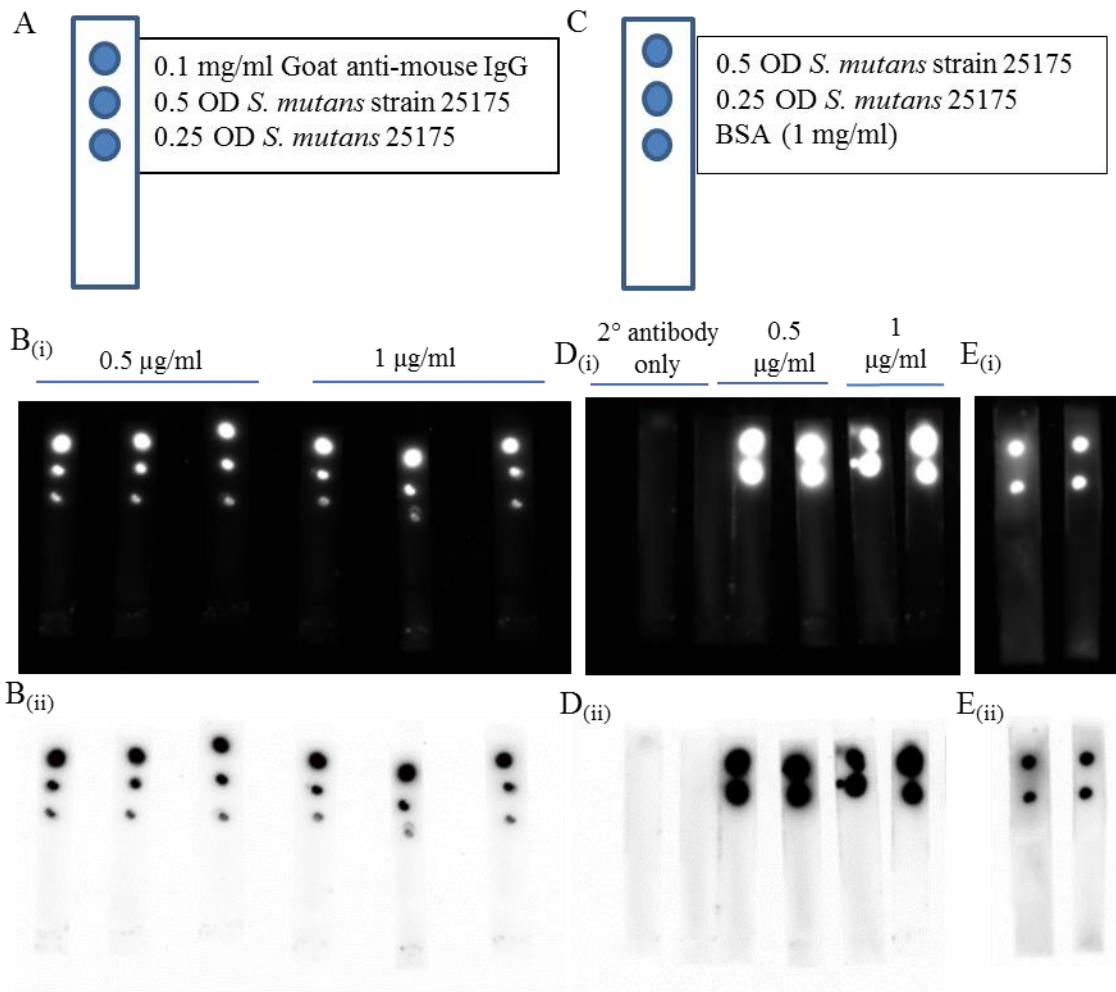 A
0.1 mg/ml Goat anti-mouse IgG
0.5 OD S. mutans strain 25175
0.25 OD S. mutans 25175
C
0.5 OD S. mutans strain 25175
0.25 OD S. mutans 25175
BSA (1 mg/ml)
B(i)
0.5 μg/ml
1 μg/ml
D(i)
2° antibody
only
0.5
μg/ml
1
μg/ml
E(i)
B(ii)
D(ii)
E(ii)